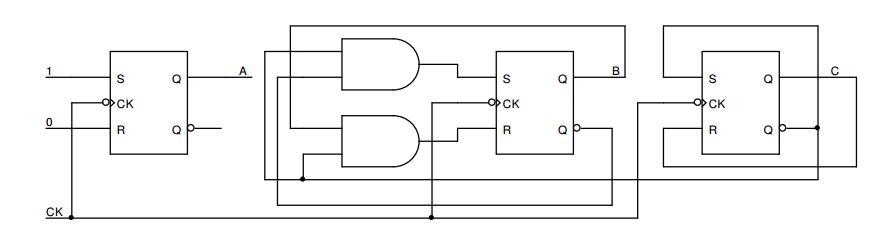 1 S Q A S Q B S Q C
CK CK CK
0 R Q R Q R Q
CK